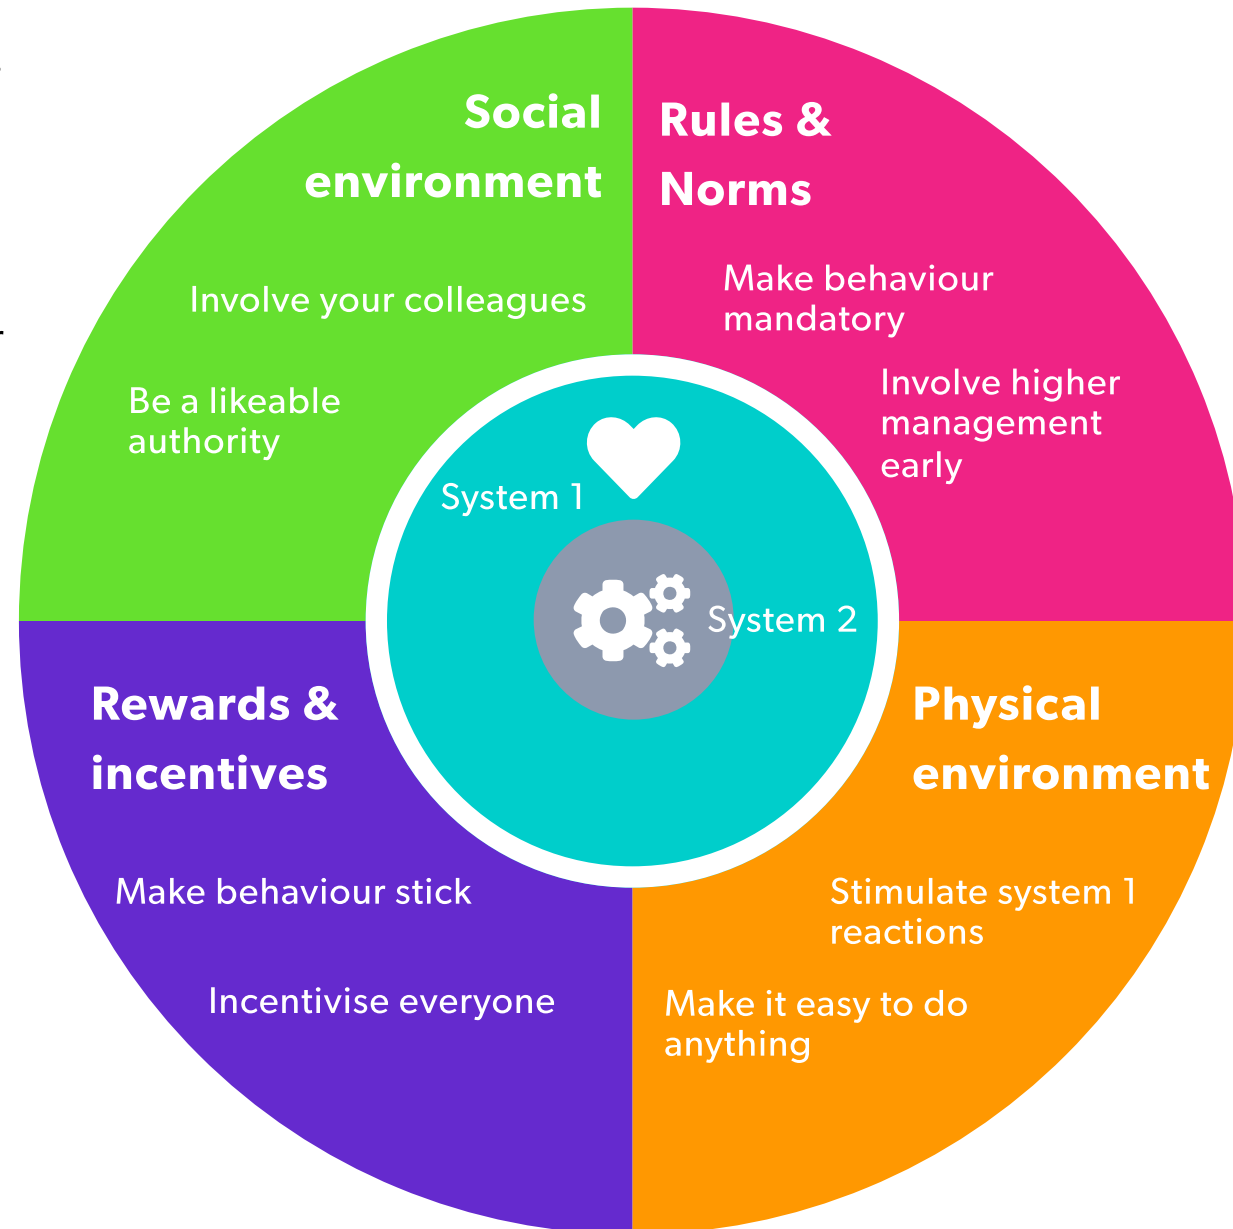 Social
environment
Involve your colleagues
Be a likeable
authority
Rules &
Norms
Make behaviour
mandatory
Involve higher
management
early
System 1
System 2
Rewards &
incentives
Make behaviour stick
Incentivise everyone
Physical
environment
Stimulate system 1
reactions
Make it easy to do
anything